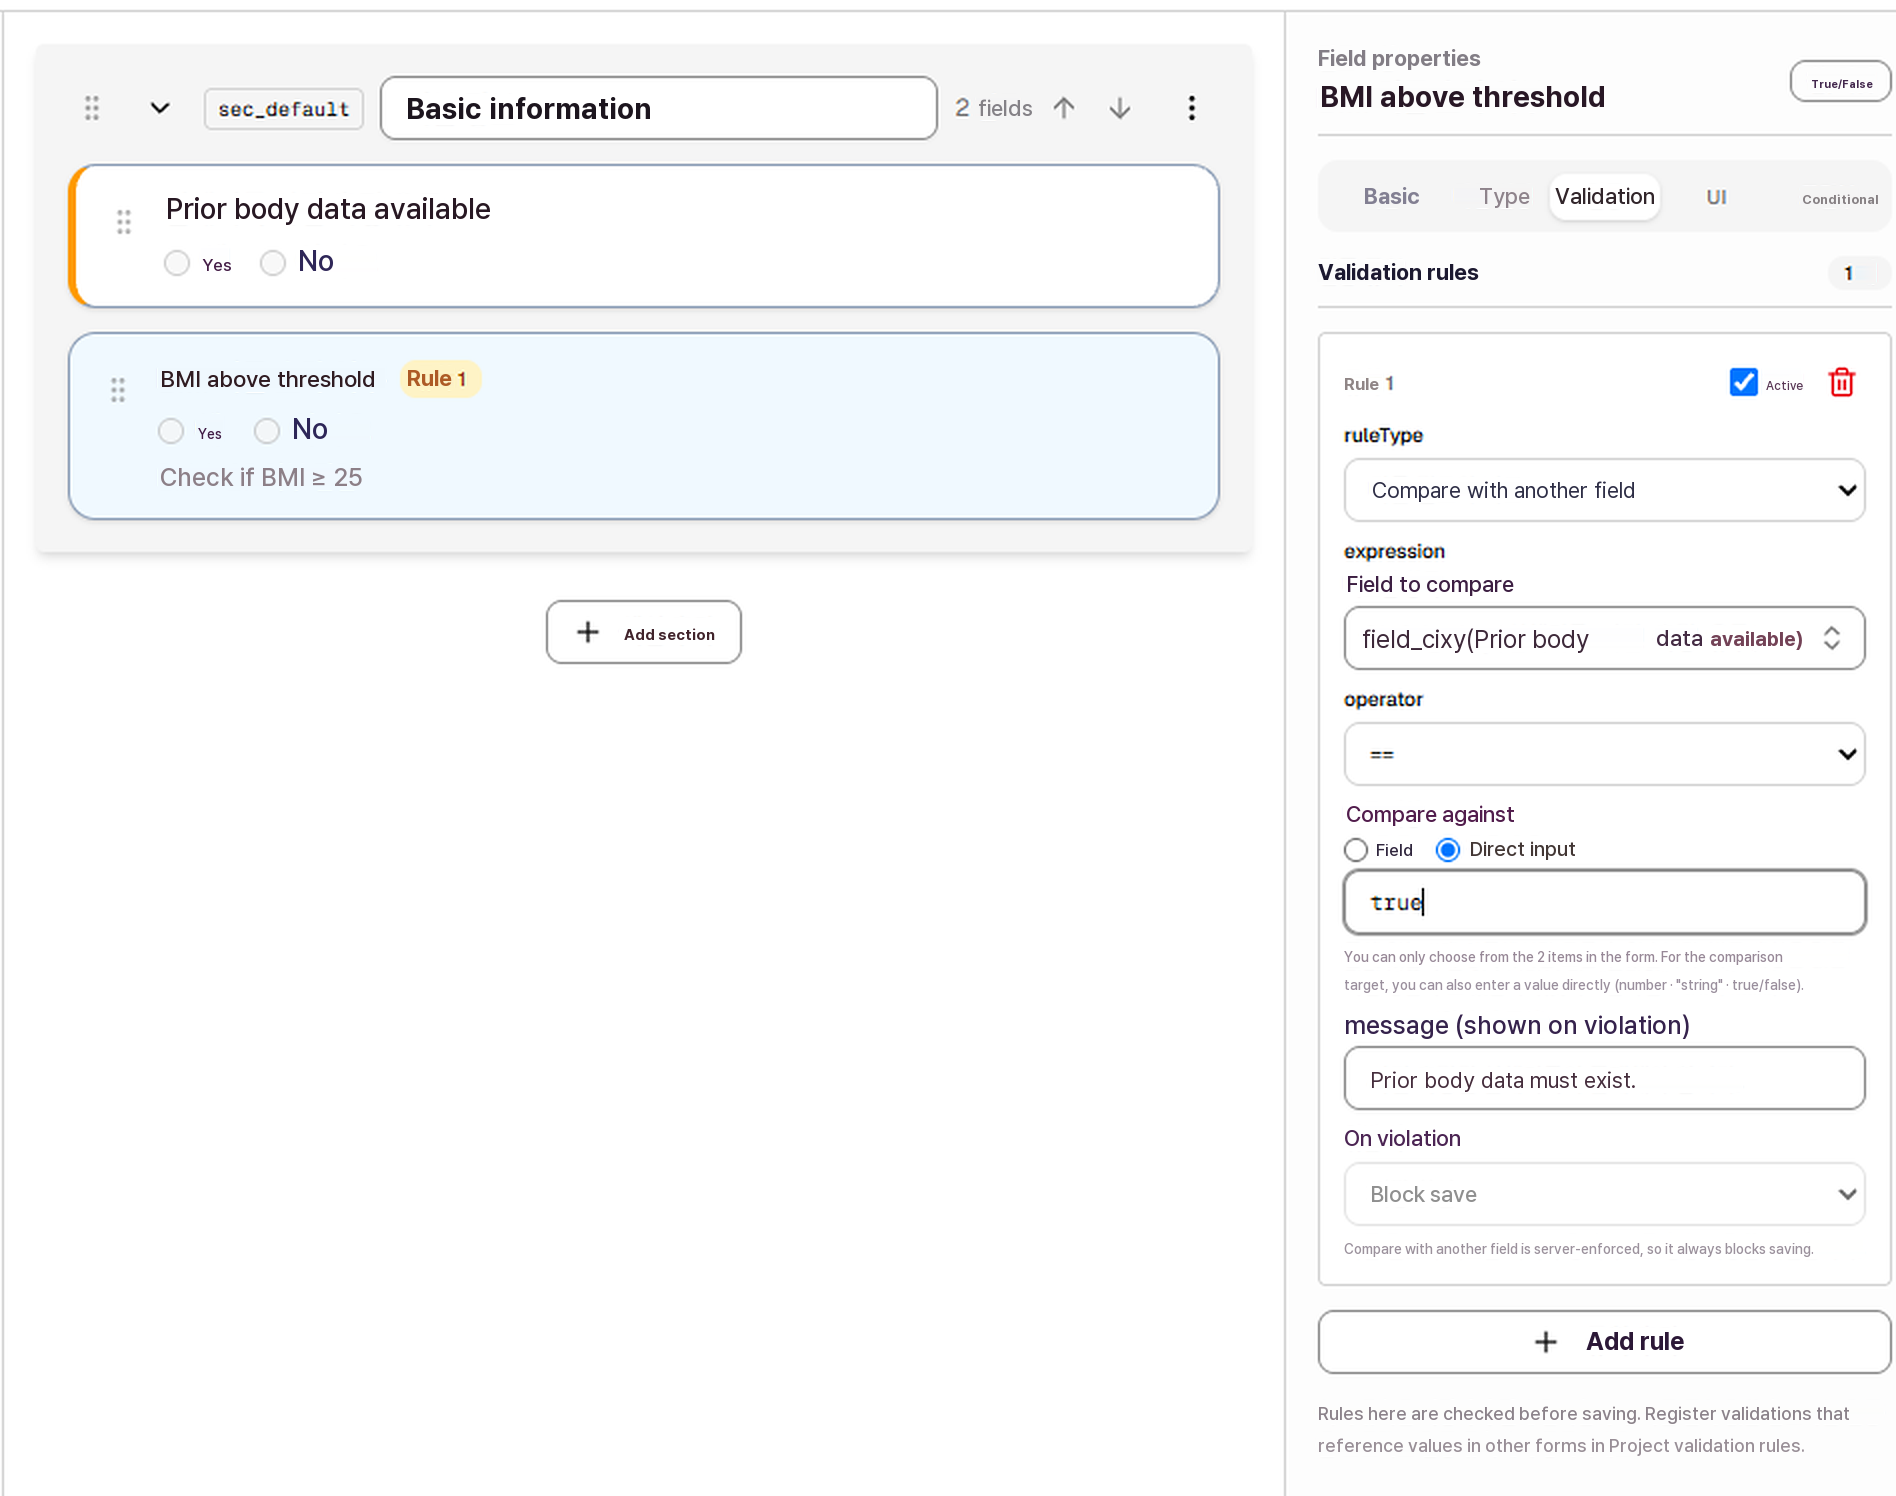 sec_default
Basic information
2 fields
Prior body data available
Yes
No
BMI above threshold
Rule 1
Yes
No
Check if BMI ≥ 25
Add section
Field properties
BMI above threshold
True/False
Basic
Type
Validation
UI
Conditional
Validation rules
1
Rule 1
Active
ruleType
Compare with another field
expression
Field to compare
field_cixy(Prior body data available)
operator
==
Compare against
Field
Direct input
true
You can only choose from the 2 items in the form. For the comparison
target, you can also enter a value directly (number · "string" · true/false).
message (shown on violation)
Prior body data must exist.
On violation
Block save
Compare with another field is server-enforced, so it always blocks saving.
Add rule
Rules here are checked before saving. Register validations that
reference values in other forms in Project validation rules.